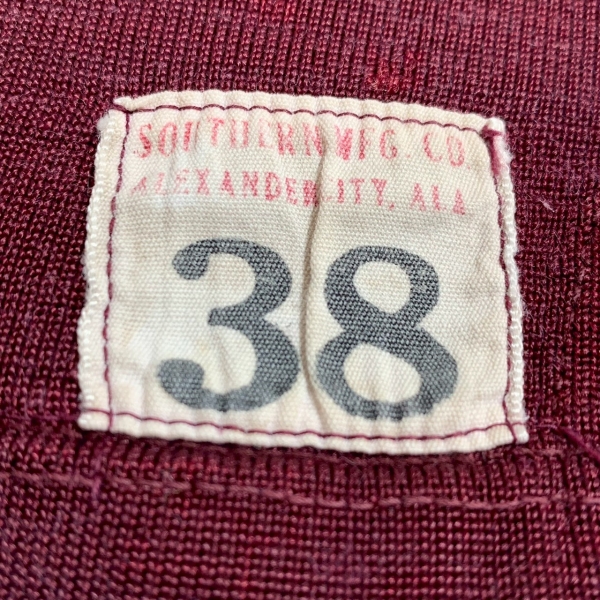 SOUTHERN MFG. CO.
ALEXANDER CITY, ALA
38